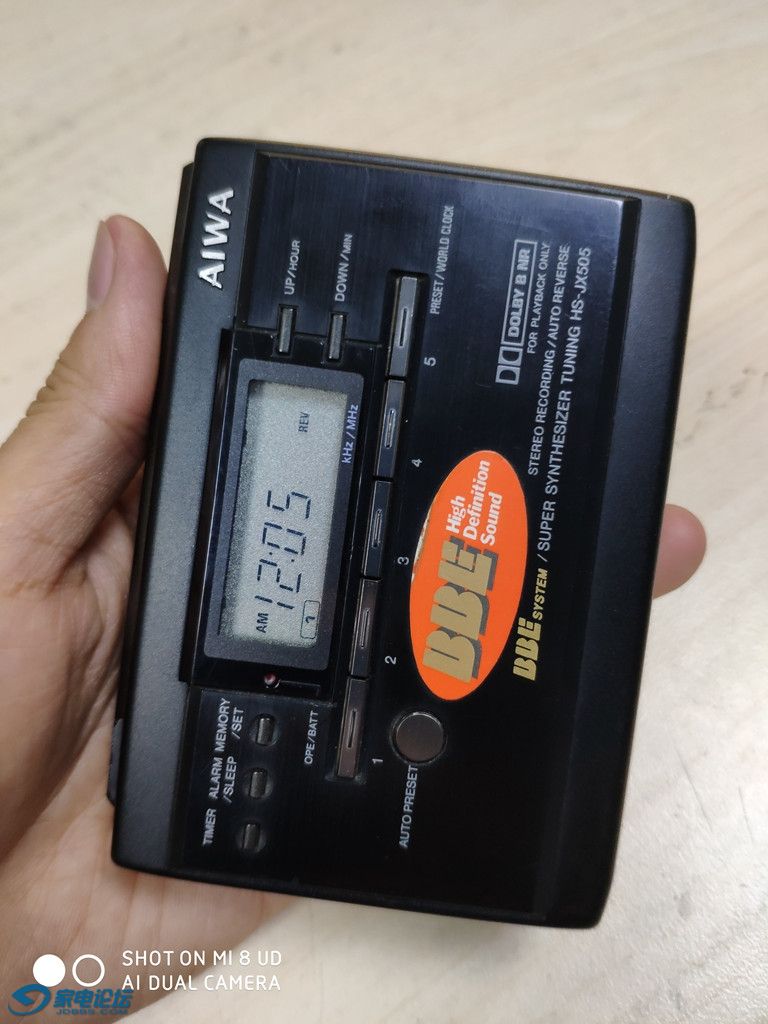 AIWA
UP/HOUR
DOWN/MIN
PRESET/WORLD CLOCK
DOLBY B NR
FOR PLAYBACK ONLY
STEREO RECORDING/AUTO REVERSE
BBE SYSTEM / SUPER SYNTHESIZER TUNING HS-JX505
BBE High
Definition
Sound
REV
kHz/MHz
AM 12:05
5
4
3
2
1
TIMER
ALARM
/SLEEP
MEMORY
/SET
OPE/BATT
AUTO PRESET
SHOT ON MI 8 UD
AI DUAL CAMERA
家电论坛
JDBBS.COM